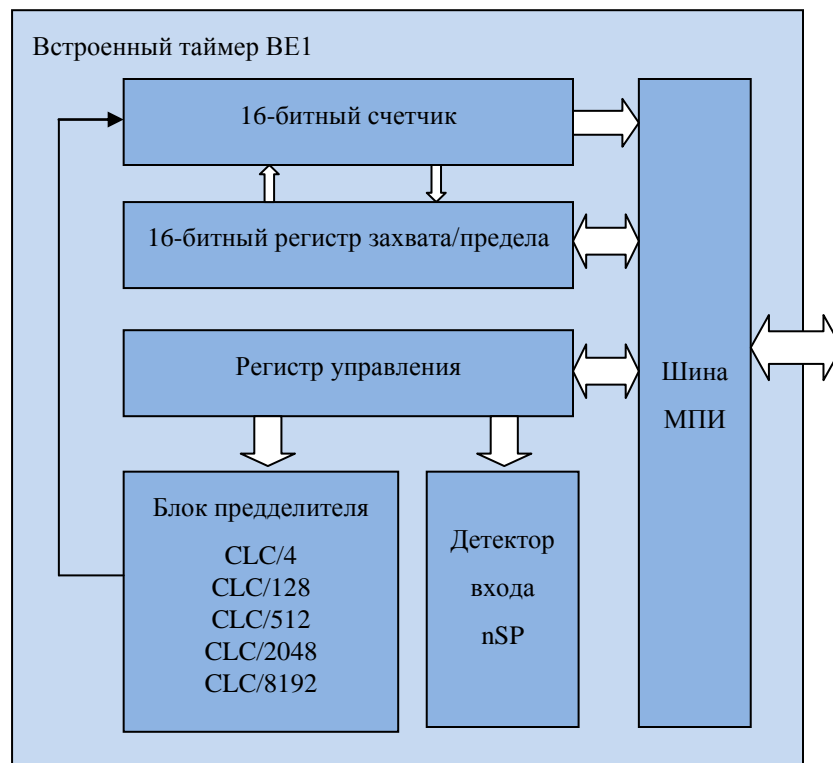 Встроенный таймер ВЕ1
16-битный счетчик
16-битный регистр захвата/предела
Регистр управления
Шина
МПИ
Блок предделителя
CLC/4
CLC/128
CLC/512
CLC/2048
CLC/8192
Детектор
входа
nSP